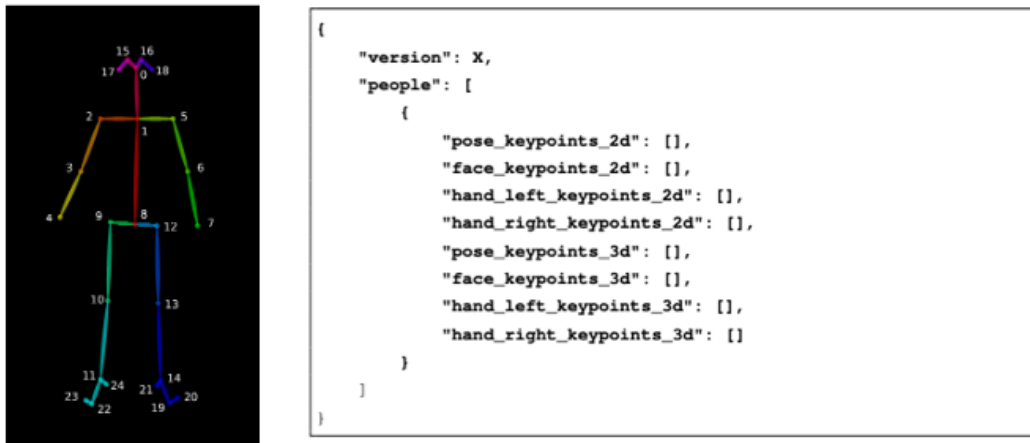 15 16
17 18
0
2 5
1
3 6
4 7
9 8 12
10 13
11 24 21 14
23 22 19 20
{
"version": X,
"people": [
{
"pose_keypoints_2d": [],
"face_keypoints_2d": [],
"hand_left_keypoints_2d": [],
"hand_right_keypoints_2d": [],
"pose_keypoints_3d": [],
"face_keypoints_3d": [],
"hand_left_keypoints_3d": [],
"hand_right_keypoints_3d": []
}
]
}